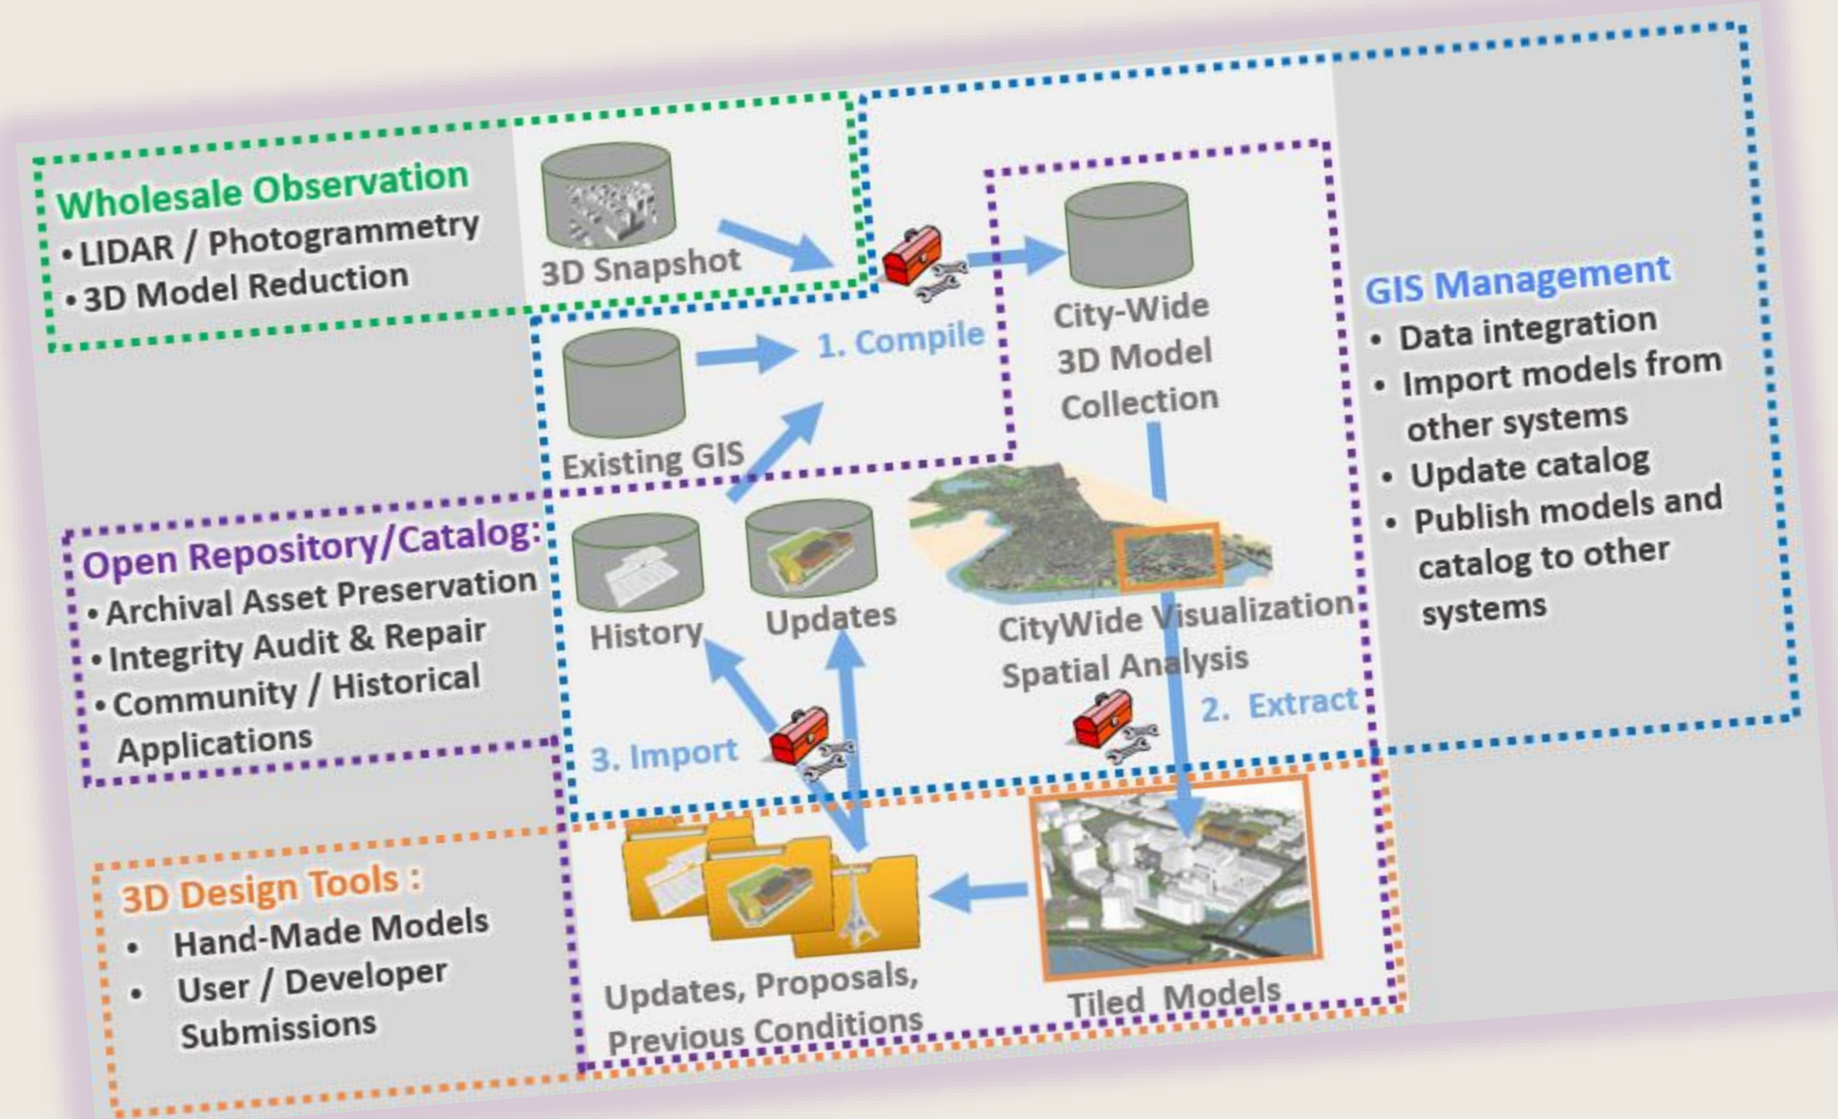 Wholesale Observation
• LIDAR / Photogrammetry
• 3D Model Reduction
3D Snapshot
1. Compile
Existing GIS
City-Wide
3D Model
Collection
GIS Management
• Data integration
• Import models from
other systems
• Update catalog
• Publish models and
catalog to other
systems
Open Repository/Catalog:
• Archival Asset Preservation
• Integrity Audit & Repair
• Community / Historical
Applications
History
Updates
CityWide Visualization
Spatial Analysis
2. Extract
3. Import
3D Design Tools :
• Hand-Made Models
• User / Developer
Submissions
Updates, Proposals,
Previous Conditions
Tiled Models